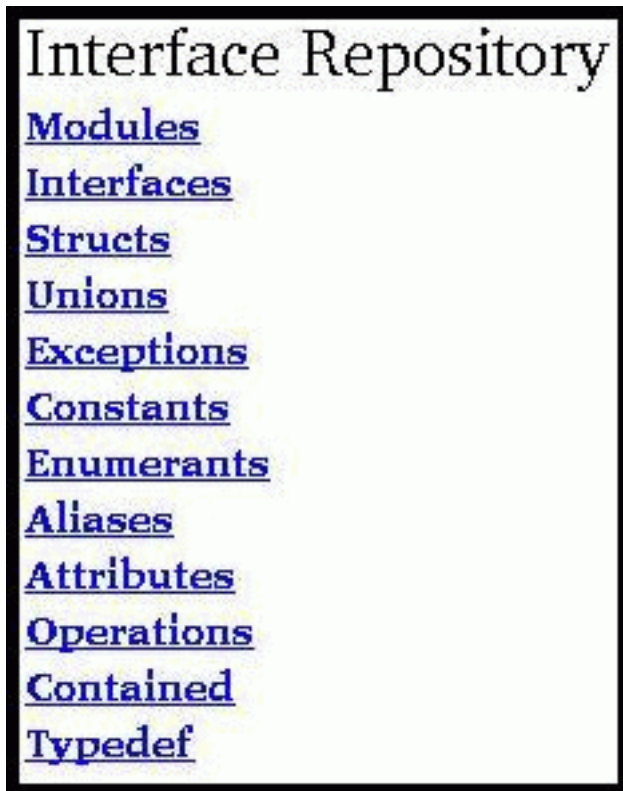 Interface Repository
Modules
Interfaces
Structs
Unions
Exceptions
Constants
Enumerants
Aliases
Attributes
Operations
Contained
Typedef